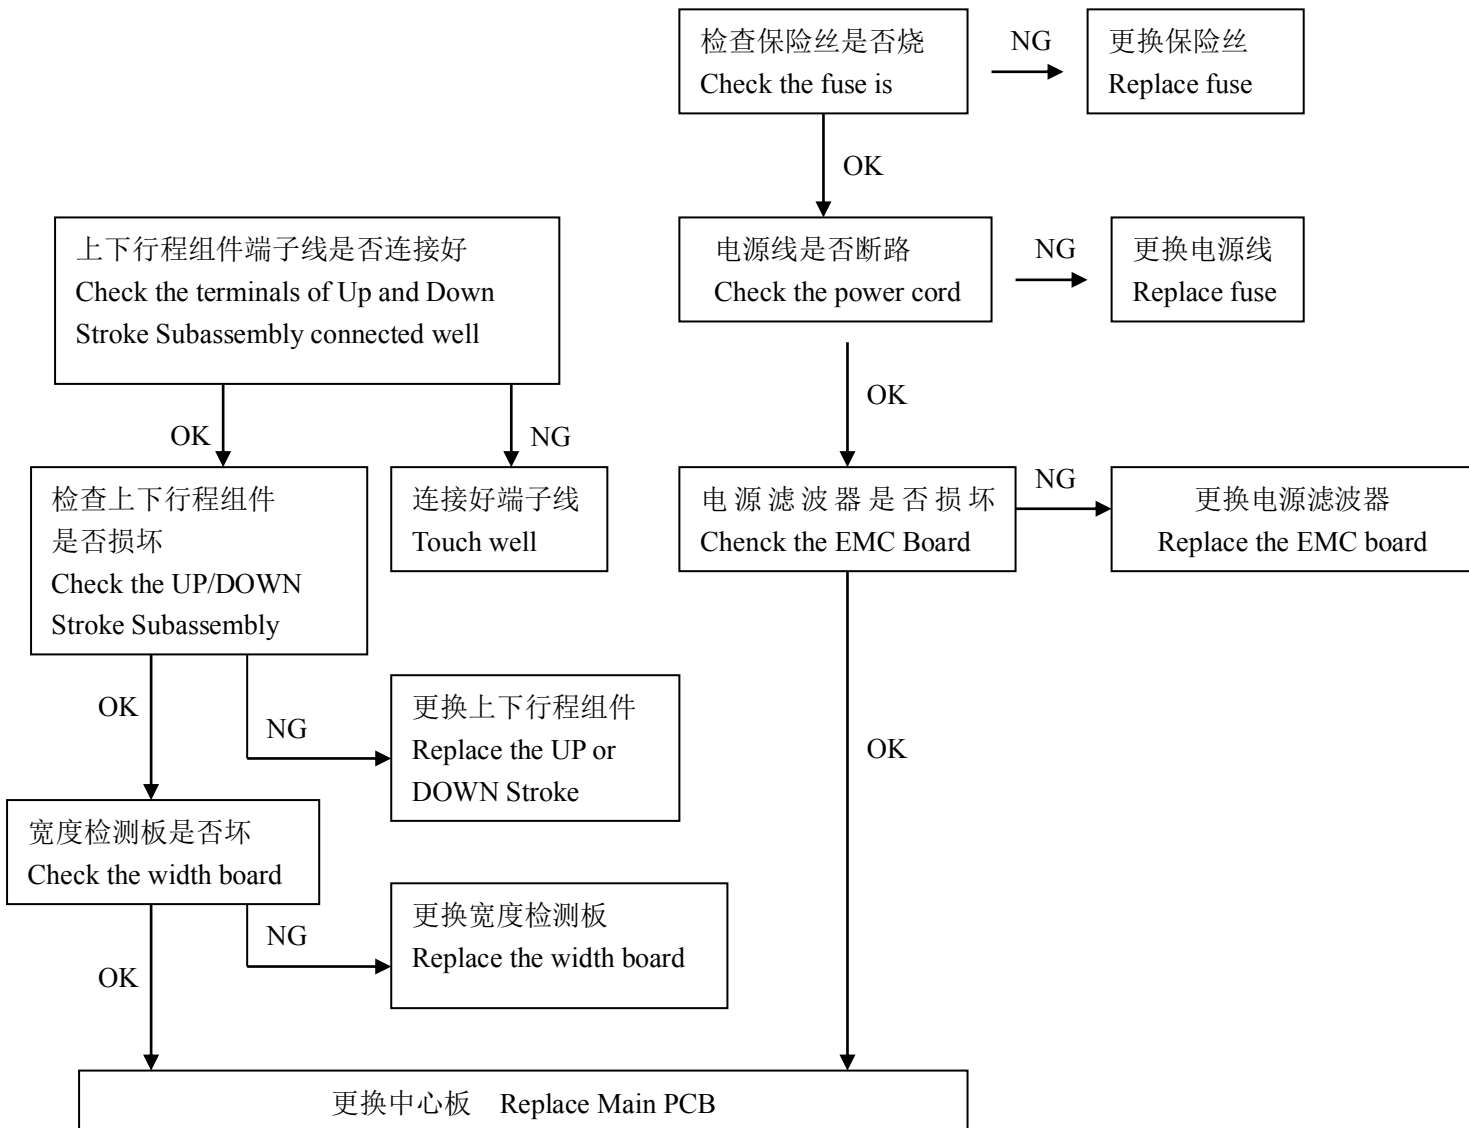 检查保险丝是否烧
Check the fuse is
NG
更换保险丝
Replace fuse
OK
上下行程组件端子线是否连接好
Check the terminals of Up and Down
Stroke Subassembly connected well
电源线是否断路
Check the power cord
NG
更换电源线
Replace fuse
OK
OK
NG
检查上下行程组件
是否损坏
Check the UP/DOWN
Stroke Subassembly
连接好端子线
Touch well
电源滤波器是否损坏
Chenck the EMC Board
NG
更换电源滤波器
Replace the EMC board
OK
NG
更换上下行程组件
Replace the UP or
DOWN Stroke
OK
宽度检测板是否坏
Check the width board
NG
更换宽度检测板
Replace the width board
OK
更换中心板 Replace Main PCB